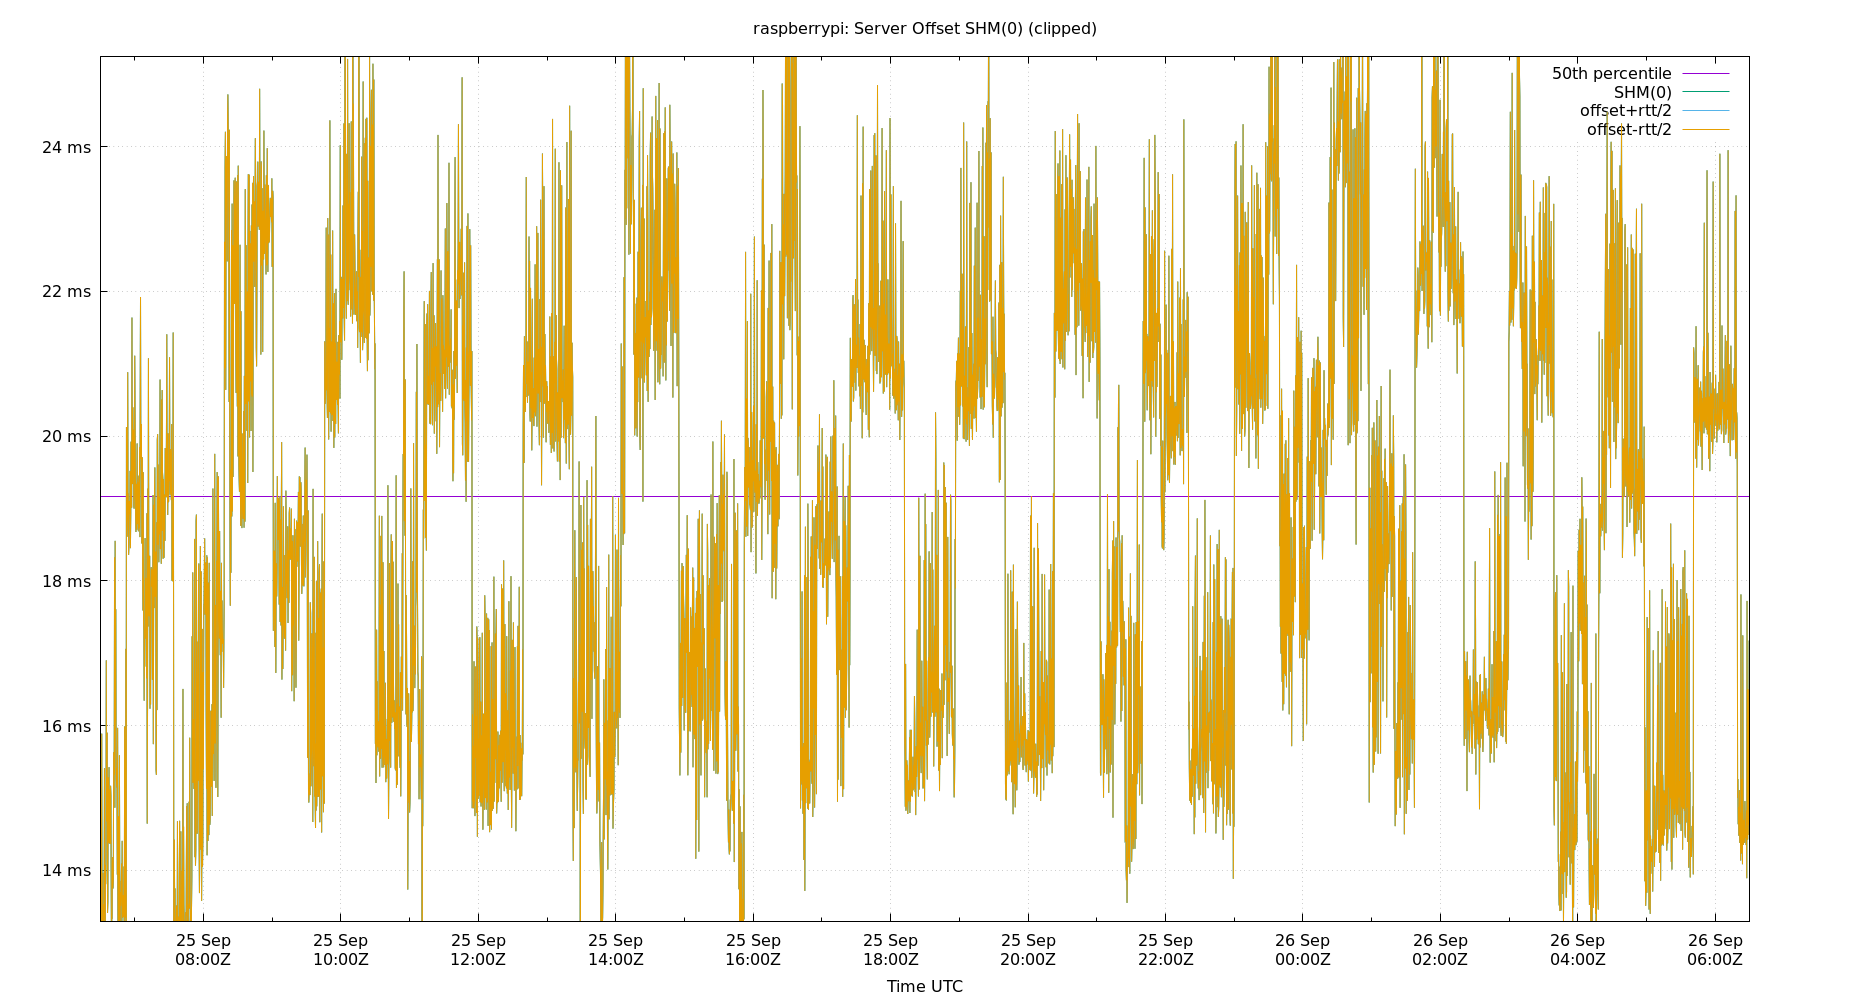 raspberrypi: Server Offset SHM(0) (clipped)
50th percentile
SHM(0)
offset+rtt/2
offset-rtt/2
24 ms
22 ms
20 ms
18 ms
16 ms
14 ms
25 Sep 25 Sep 25 Sep 25 Sep 25 Sep 25 Sep 25 Sep 25 Sep 26 Sep 26 Sep 26 Sep 26 Sep
08:00Z 10:00Z 12:00Z 14:00Z 16:00Z 18:00Z 20:00Z 22:00Z 00:00Z 02:00Z 04:00Z 06:00Z
Time UTC